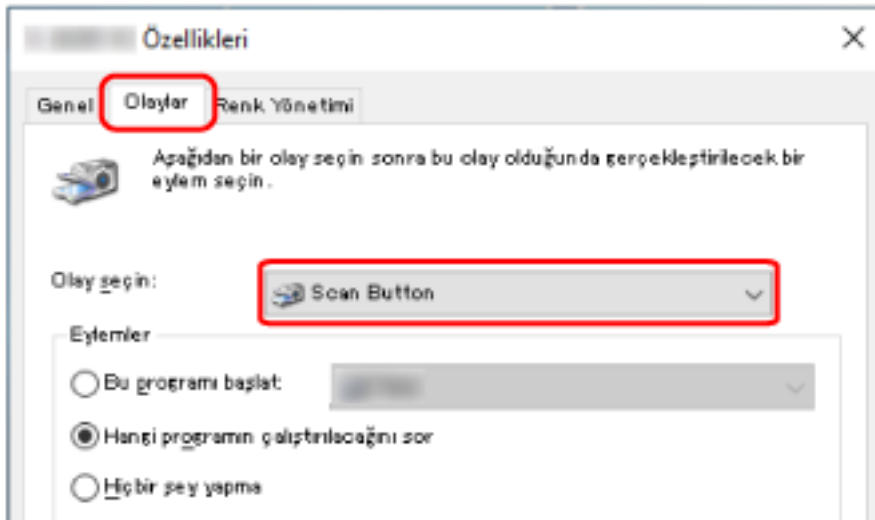 Özellikleri
Genel Olaylar Renk Yönetimi
Aşağıdan bir olay seçin sonra bu olay olduğunda gerçekleştirilecek bir
eylem seçin.
Olay seçin:
Scan Button
Eylemler
Bu programı başlat:
Hangi programın çalıştırılacağını sor
Hiçbir şey yapma